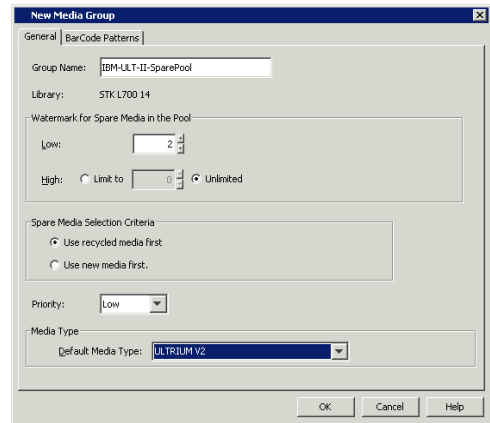 New Media Group
General BarCode Patterns
Group Name: IBM-ULT-II-SparePool
Library: STK L700 14
Watermark for Spare Media in the Pool
Low: 2
High: Limit to 0 Unlimited
Spare Media Selection Criteria
Use recycled media first
Use new media first.
Priority: Low
Media Type
Default Media Type: ULTRIUM V2
OK Cancel Help